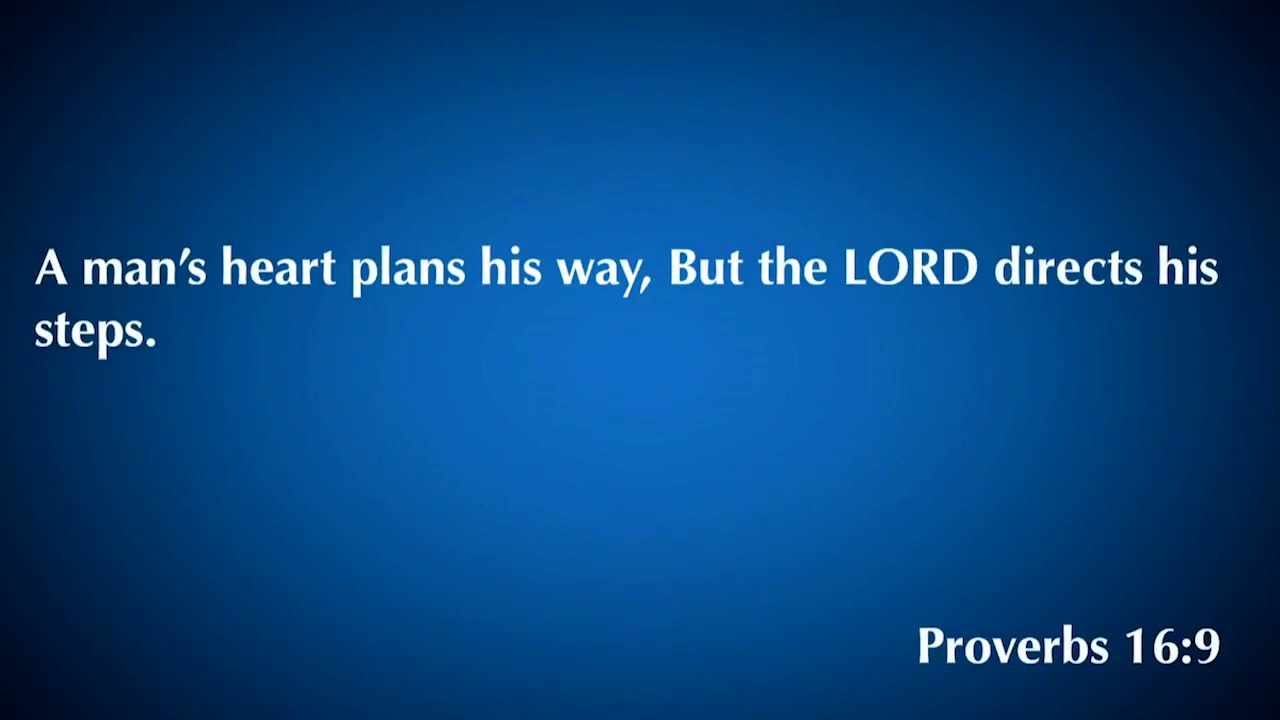 A man’s heart plans his way, But the LORD directs his
steps.
Proverbs 16:9